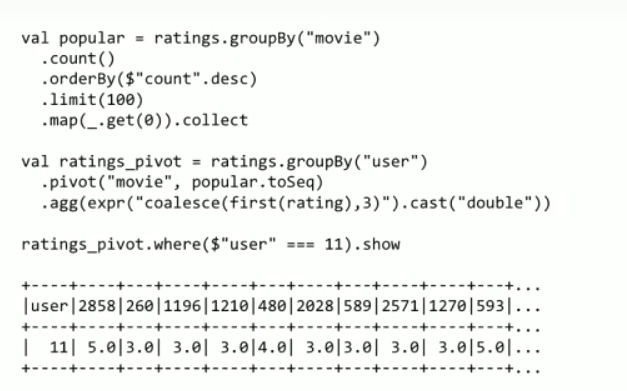 val popular = ratings.groupBy("movie")
  .count()
  .orderBy($"count".desc)
  .limit(100)
  .map(_.get(0)).collect
val ratings_pivot = ratings.groupBy("user")
  .pivot("movie", popular.toSeq)
  .agg(expr("coalesce(first(rating),3)").cast("double"))
ratings_pivot.where($"user" === 11).show
+----+----+---+----+----+---+----+---+----+----+---+...
|user|2858|260|1196|1210|480|2028|589|2571|1270|593|...
+----+----+---+----+----+---+----+---+----+----+---+...
|  11| 5.0|3.0| 3.0| 3.0|4.0| 3.0|3.0| 3.0| 3.0|5.0|...
+----+----+---+----+----+---+----+---+----+----+---+...